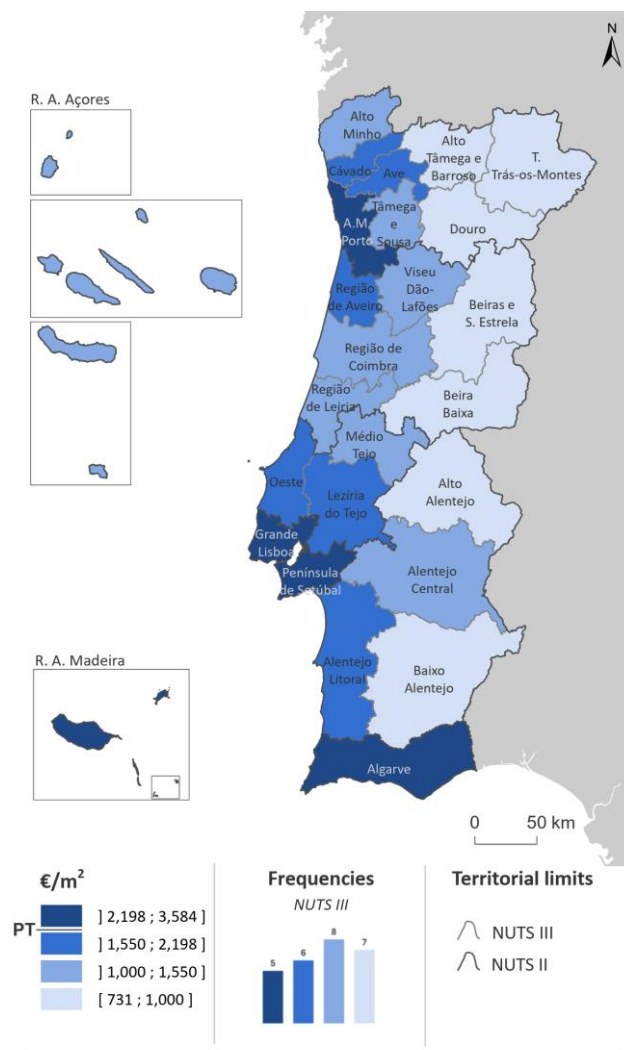 N
R. A. Açores
Alto
Minho
Cávado
Ave
Alto
Tâmega e
Barroso
T.
Trás-os-Montes
A.M.
Porto
Tâmega
e
Sousa
Douro
Região
de Aveiro
Viseu
Dão-
Lafões
Beiras e
S. Estrela
Região de
Coimbra
Região
de Leiria
Beira
Baixa
Médio
Tejo
Oeste
Lezíria
do Tejo
Alto
Alentejo
Grande
Lisboa
Península
de Setúbal
Alentejo
Central
R. A. Madeira
Alentejo
Litoral
Baixo
Alentejo
Algarve
0 50 km
€/m²
PT
] 2,198 ; 3,584 ]
] 1,550 ; 2,198 ]
] 1,000 ; 1,550 ]
[ 731 ; 1,000 ]
Frequencies
NUTS III
5 6 8 7
Territorial limits
NUTS III
NUTS II